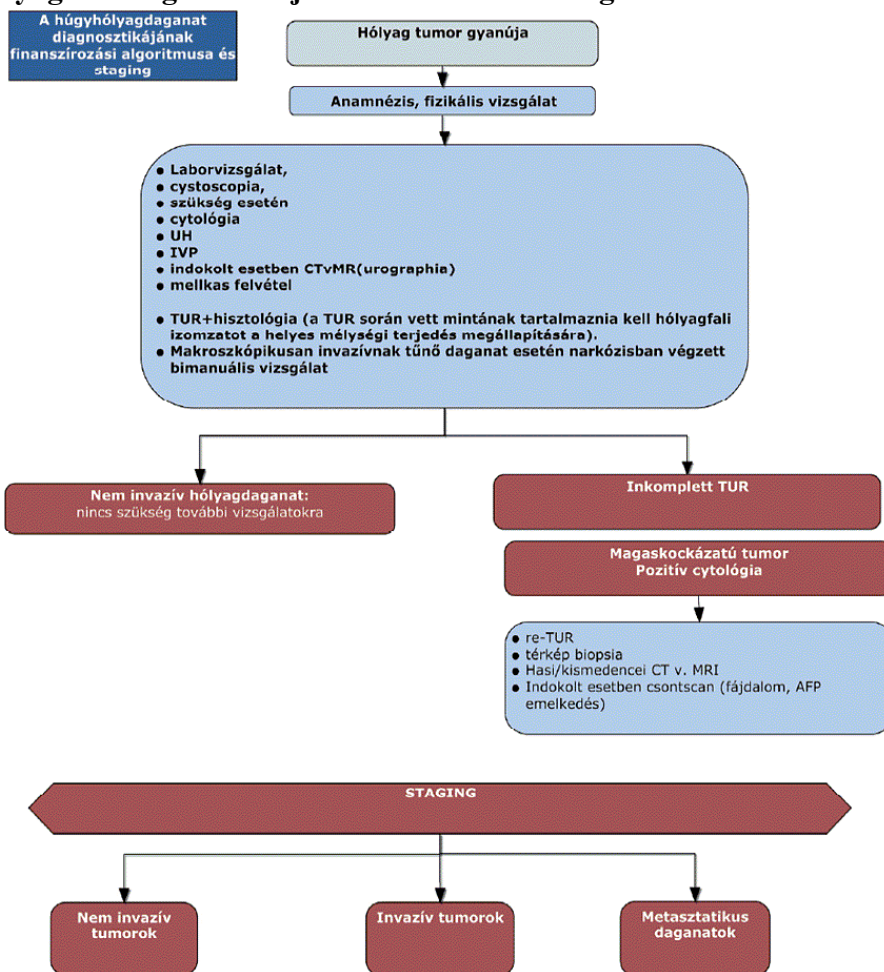 A húgyhólyagdaganat
diagnosztikájának
finanszírozási algoritmusa és
staging
Hólyag tumor gyanúja
Anamnézis, fizikális vizsgálat
● Laborvizsgálat,
● cystoscopia,
● szükség esetén
● cytológia
● UH
● IVP
● indokolt esetben CTvMR(urographia)
● mellkas felvétel
● TUR+hisztológia (a TUR során vett mintának tartalmaznia kell hólyagfali
izomzatot a helyes mélységi terjedés megállapítására).
● Makroszkópikusan invazívnak tűnő daganat esetén narkózisban végzett
bimanuális vizsgálat
Nem invazív hólyagdaganat:
nincs szükség további vizsgálatokra
Inkomplett TUR
Magaskockázatú tumor
Pozitív cytológia
● re-TUR
● térkép biopsia
● Hasi/kismedencei CT v. MRI
● Indokolt esetben csontscan (fájdalom, AFP
emelkedés)
STAGING
Nem invazív
tumorok
Invazív tumorok
Metasztatikus
daganatok